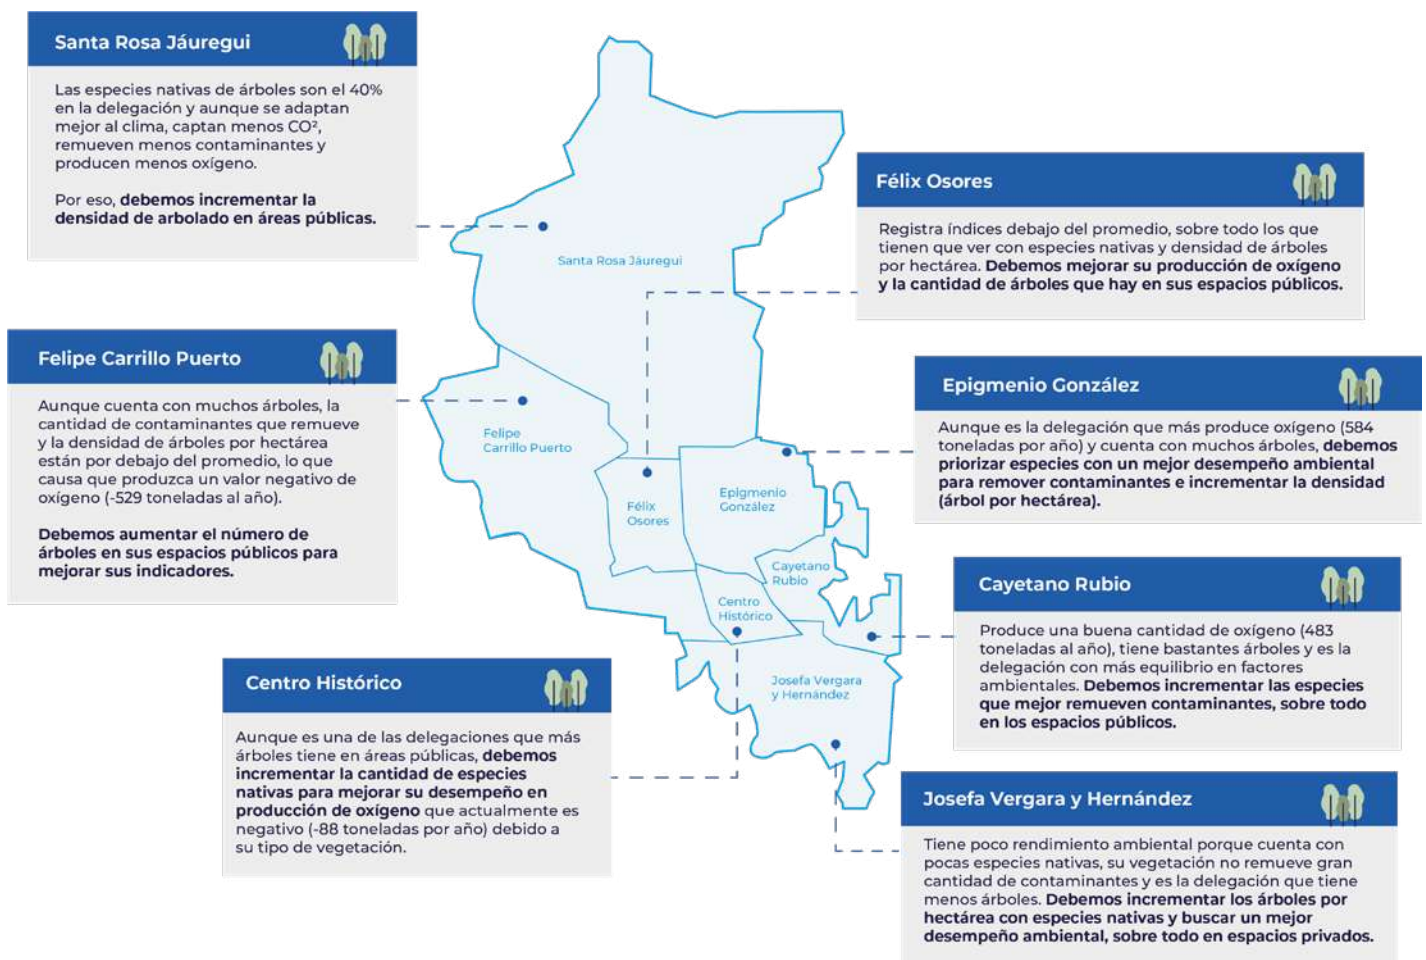 Santa Rosa Jáuregui
Las especies nativas de árboles son el 40%
en la delegación y aunque se adaptan
mejor al clima, captan menos CO²,
remueven menos contaminantes y
producen menos oxígeno.
Por eso, debemos incrementar la
densidad de arbolado en áreas públicas.
Félix Osores
Registra índices debajo del promedio, sobre todo los que
tienen que ver con especies nativas y densidad de árboles
por hectárea. Debemos mejorar su producción de oxígeno
y la cantidad de árboles que hay en sus espacios públicos.
Felipe Carrillo Puerto
Aunque cuenta con muchos árboles, la
cantidad de contaminantes que remueve
y la densidad de árboles por hectárea
están por debajo del promedio, lo que
causa que produzca un valor negativo de
oxígeno (-529 toneladas al año).
Debemos aumentar el número de
árboles en sus espacios públicos para
mejorar sus indicadores.
Epigmenio González
Aunque es la delegación que más produce oxígeno (584
toneladas por año) y cuenta con muchos árboles, debemos
priorizar especies con un mejor desempeño ambiental
para remover contaminantes e incrementar la densidad
(árbol por hectárea).
Cayetano Rubio
Produce una buena cantidad de oxígeno (483
toneladas al año), tiene bastantes árboles y es la
delegación con más equilibrio en factores
ambientales. Debemos incrementar las especies
que mejor remueven contaminantes, sobre todo
en los espacios públicos.
Centro Histórico
Aunque es una de las delegaciones que más
árboles tiene en áreas públicas, debemos
incrementar la cantidad de especies
nativas para mejorar su desempeño en
producción de oxígeno que actualmente es
negativo (-88 toneladas por año) debido a
su tipo de vegetación.
Josefa Vergara y Hernández
Tiene poco rendimiento ambiental porque cuenta con
pocas especies nativas, su vegetación no remueve gran
cantidad de contaminantes y es la delegación que tiene
menos árboles. Debemos incrementar los árboles por
hectárea con especies nativas y buscar un mejor
desempeño ambiental, sobre todo en espacios privados.
Santa Rosa Jáuregui
Felipe
Carrillo Puerto
Félix
Osores
Epigmenio
González
Cayetano
Rubio
Centro
Histórico
Josefa Vergara
y Hernández